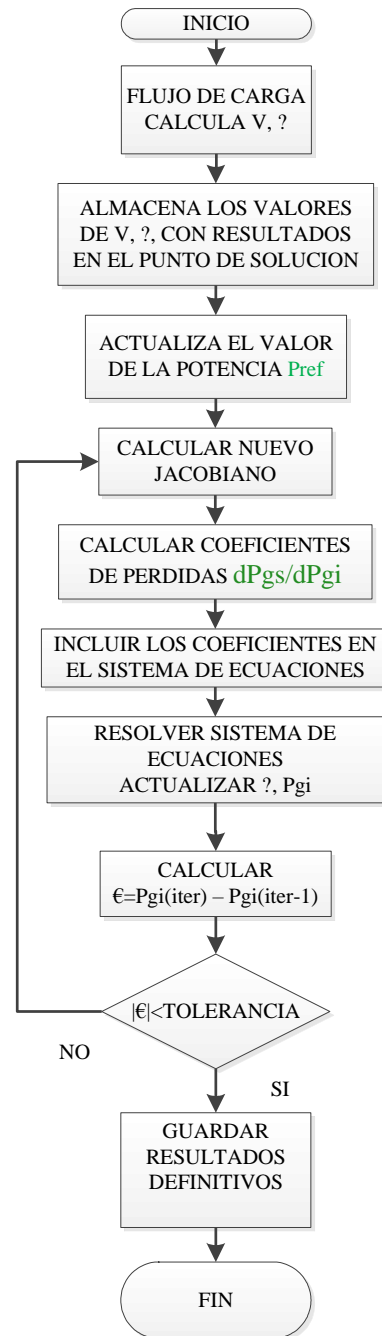 INICIO
FLUJO DE CARGA
CALCULA V, ?
ALMACENA LOS VALORES
DE V, ?, CON RESULTADOS
EN EL PUNTO DE SOLUCION
ACTUALIZA EL VALOR
DE LA POTENCIA Pref
CALCULAR NUEVO
JACOBIANO
CALCULAR COEFICIENTES
DE PERDIDAS dPgs/dPgi
INCLUIR LOS COEFICIENTES EN
EL SISTEMA DE ECUACIONES
RESOLVER SISTEMA DE
ECUACIONES
ACTUALIZAR ?, Pgi
CALCULAR
€=Pgi(iter) – Pgi(iter-1)
|€|<TOLERANCIA
NO
SI
GUARDAR
RESULTADOS
DEFINITIVOS
FIN